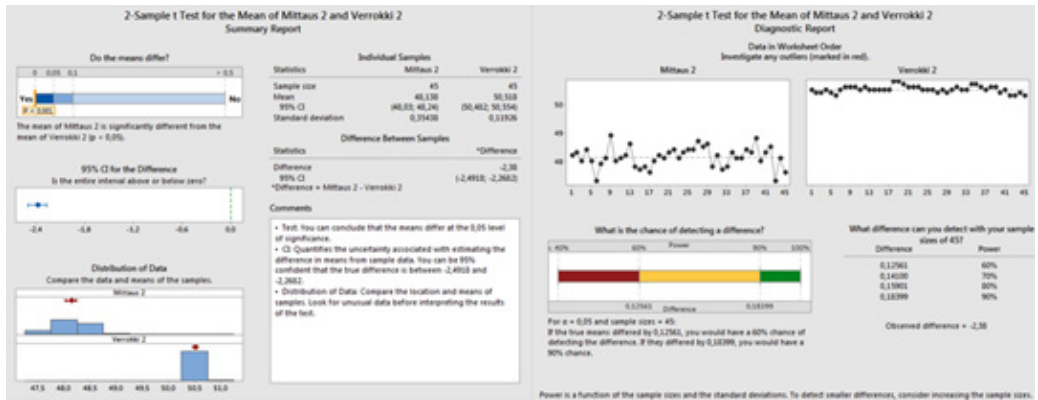 2-Sample t Test for the Mean of Mittaus 2 and Verrokki 2
Summary Report
Do the means differ?
0 0,05 0,1 > 0,5
Yes No
P < 0,001
The mean of Mittaus 2 is significantly different from the
mean of Verrokki 2 (p < 0,05).
95% CI for the Difference
Is the entire interval above or below zero?
-2,4 -1,8 -1,2 -0,6 0,0
Distribution of Data
Compare the data and means of the samples.
Mittaus 2
Verrokki 2
47,5 48,0 48,5 49,0 49,5 50,0 50,5 51,0
Individual Samples
Statistics Mittaus 2 Verrokki 2
Sample size 45 45
Mean 48,138 50,518
95% CI (48,03; 48,24) (50,482; 50,554)
Standard deviation 0,35438 0,11926
Difference Between Samples
Statistics *Difference
Difference -2,38
95% CI (-2,4918; -2,2682)
*Difference = Mittaus 2 - Verrokki 2
Comments
• Test: You can conclude that the means differ at the 0,05 level
of significance.
• CI: Quantifies the uncertainty associated with estimating the
difference in means from sample data. You can be 95%
confident that the true difference is between -2,4918 and
-2,2682.
• Distribution of Data: Compare the location and means of
samples. Look for unusual data before interpreting the results
of the test.
2-Sample t Test for the Mean of Mittaus 2 and Verrokki 2
Diagnostic Report
Data in Worksheet Order
Investigate any outliers (marked in red).
Mittaus 2 Verrokki 2
50
49
48
1 5 9 13 17 21 25 29 33 37 41 45 1 5 9 13 17 21 25 29 33 37 41 45
What is the chance of detecting a difference?
< 40% 60% Power 90% 100%
0,12561 Difference 0,18399
For α = 0,05 and sample sizes = 45:
If the true means differed by 0,12561, you would have a 60% chance of
detecting the difference. If they differed by 0,18399, you would have a
90% chance.
What difference can you detect with your sample
sizes of 45?
Difference Power
0,12561 60%
0,14100 70%
0,15901 80%
0,18399 90%
Observed difference = -2,38
Power is a function of the sample sizes and the standard deviations. To detect smaller differences, consider increasing the sample sizes.